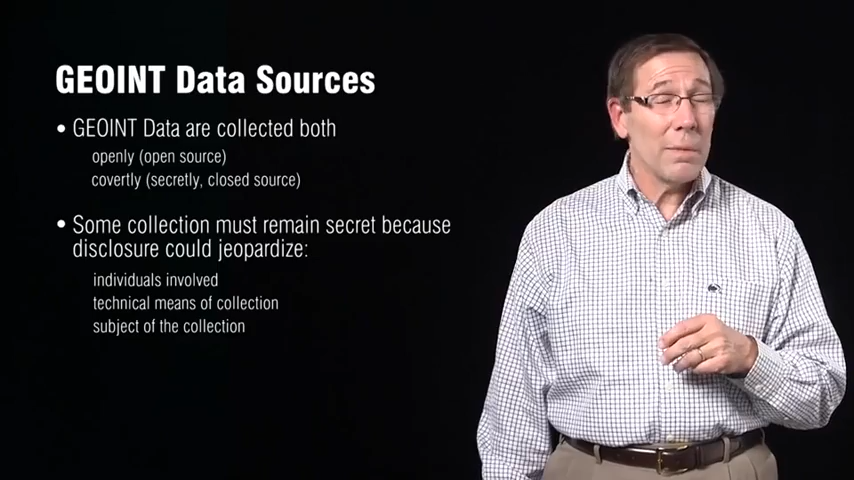 GEOINT Data Sources
• GEOINT Data are collected both
openly (open source)
covertly (secretly, closed source)
• Some collection must remain secret because
disclosure could jeopardize:
individuals involved
technical means of collection
subject of the collection